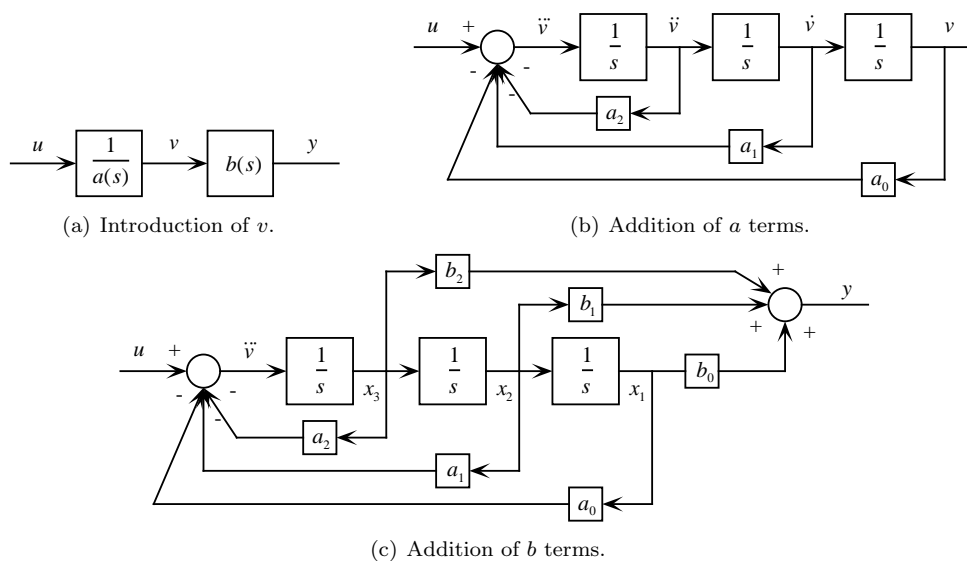 u
1
a(s)
v
b(s)
y
(a) Introduction of v.
u
+
-
-
-
v⃛
1
s
v̈
1
s
v̇
1
s
v
a₂
a₁
a₀
(b) Addition of a terms.
b₂
+
b₁
+
+
y
u
+
-
-
-
v⃛
1
s
x₃
1
s
x₂
1
s
x₁
b₀
a₂
a₁
a₀
(c) Addition of b terms.